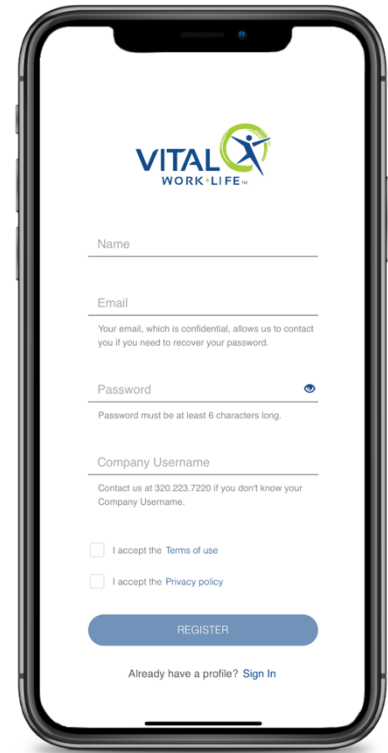 VITAL
WORK·LIFE™
Name
Email
Your email, which is confidential, allows us to contact
you if you need to recover your password.
Password
Password must be at least 6 characters long.
Company Username
Contact us at 320.223.7220 if you don't know your
Company Username.
I accept the Terms of use
I accept the Privacy policy
REGISTER
Already have a profile? Sign In